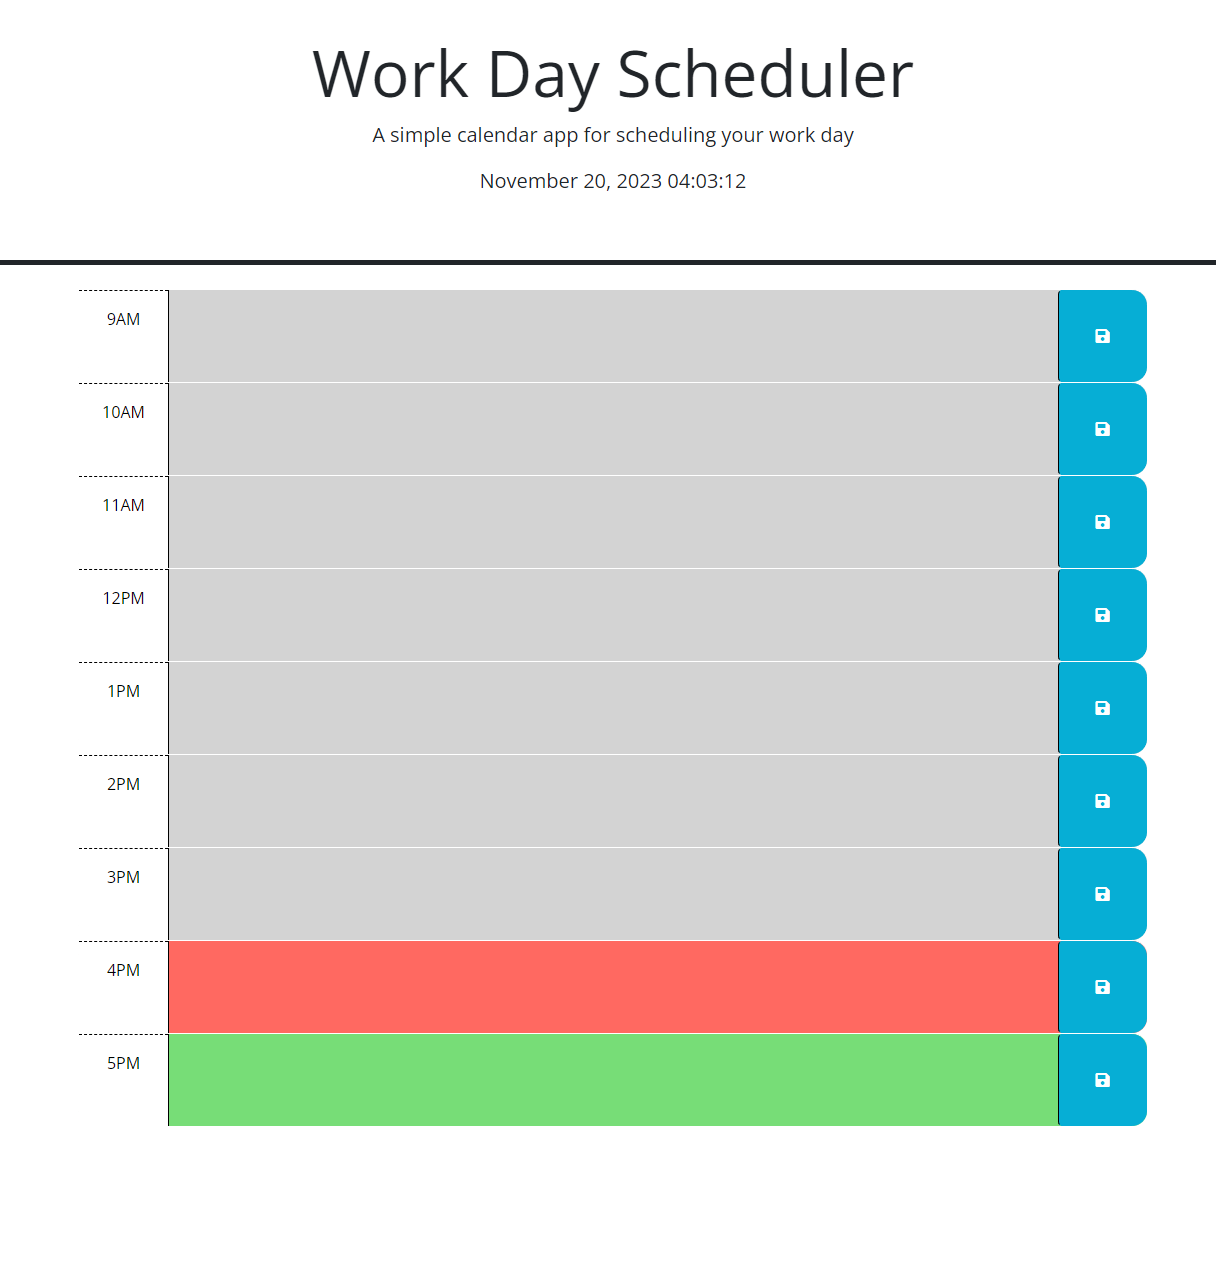 Work Day Scheduler
A simple calendar app for scheduling your work day
November 20, 2023 04:03:12
9AM
10AM
11AM
12PM
1PM
2PM
3PM
4PM
5PM